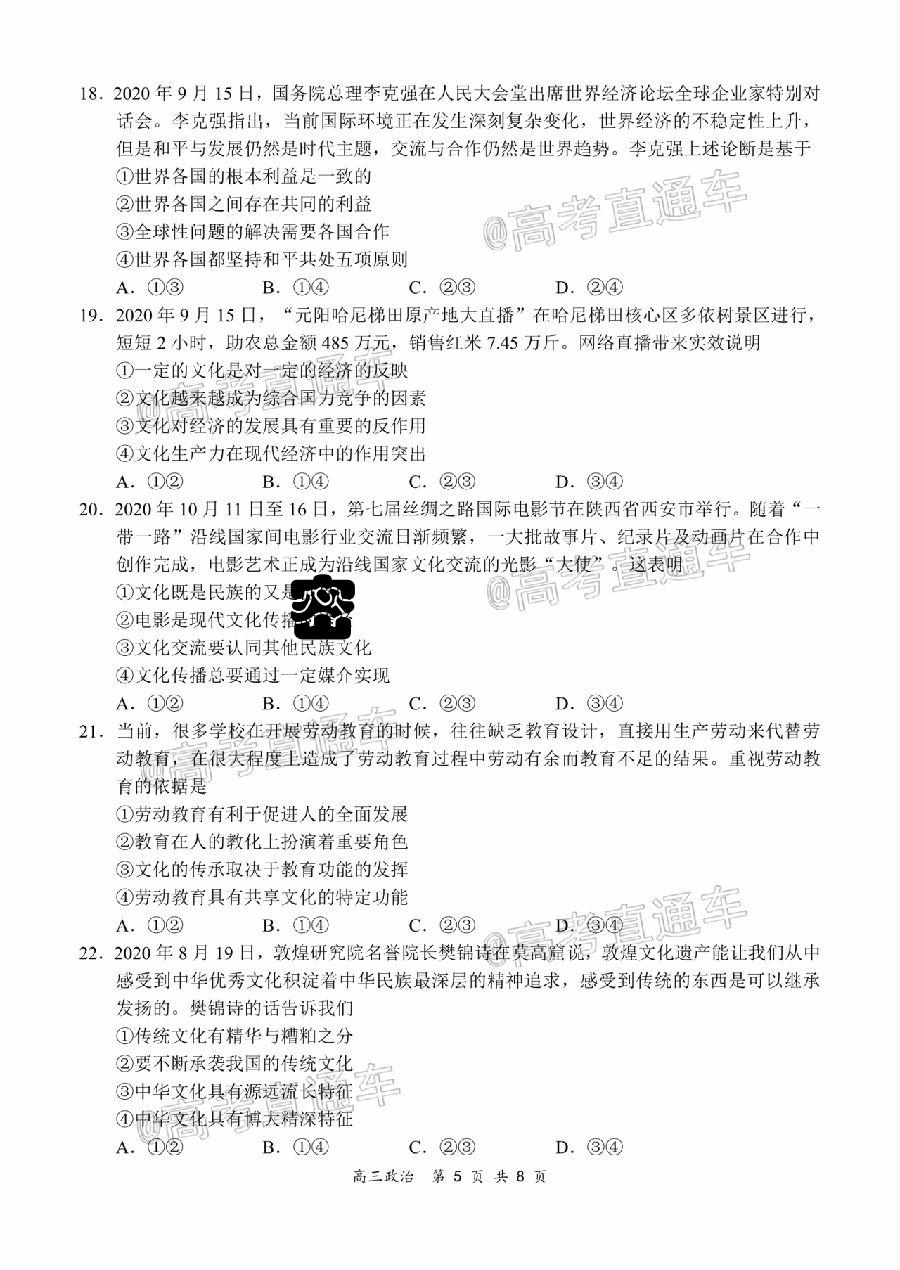 18．2020 年 9 月 15 日，国务院总理李克强在人民大会堂出席世界经济论坛全球企业家特别对
话会。李克强指出，当前国际环境正在发生深刻复杂变化，世界经济的不稳定性上升，
但是和平与发展仍然是时代主题，交流与合作仍然是世界趋势。李克强上述论断是基于
①世界各国的根本利益是一致的
②世界各国之间存在共同的利益
③全球性问题的解决需要各国合作
④世界各国都坚持和平共处五项原则
A．①③ B．①④ C．②③ D．②④
19．2020 年 9 月 15 日，“元阳哈尼梯田原产地大直播”在哈尼梯田核心区多依树景区进行，
短短 2 小时，助农总金额 485 万元，销售红米 7.45 万斤。网络直播带来实效说明
①一定的文化是对一定的经济的反映
②文化越来越成为综合国力竞争的因素
③文化对经济的发展具有重要的反作用
④文化生产力在现代经济中的作用突出
A．①② B．①④ C．②③ D．③④
20．2020 年 10 月 11 日至 16 日，第七届丝绸之路国际电影节在陕西省西安市举行。随着“一
带一路”沿线国家间电影行业交流日渐频繁，一大批故事片、纪录片及动画片在合作中
创作完成，电影艺术正成为沿线国家文化交流的光影“大使”。这表明
①文化既是民族的又是
②电影是现代文化传播
③文化交流要认同其他民族文化
④文化传播总要通过一定媒介实现
A．①② B．①④ C．②③ D．③④
21．当前，很多学校在开展劳动教育的时候，往往缺乏教育设计，直接用生产劳动来代替劳
动教育，在很大程度上造成了劳动教育过程中劳动有余而教育不足的结果。重视劳动教
育的依据是
①劳动教育有利于促进人的全面发展
②教育在人的教化上扮演着重要角色
③文化的传承取决于教育功能的发挥
④劳动教育具有共享文化的特定功能
A．①② B．①④ C．②③ D．③④
22．2020 年 8 月 19 日，敦煌研究院名誉院长樊锦诗在莫高窟说，敦煌文化遗产能让我们从中
感受到中华优秀文化积淀着中华民族最深层的精神追求，感受到传统的东西是可以继承
发扬的。樊锦诗的话告诉我们
①传统文化有精华与糟粕之分
②要不断承袭我国的传统文化
③中华文化具有源远流长特征
④中华文化具有博大精深特征
A．①② B．①④ C．②③ D．③④
高三政治 第 5 页 共 8 页
@高考直通车
@高考直通车
@高考直通车
@高考直通车
@高考直通车
@高考直通车